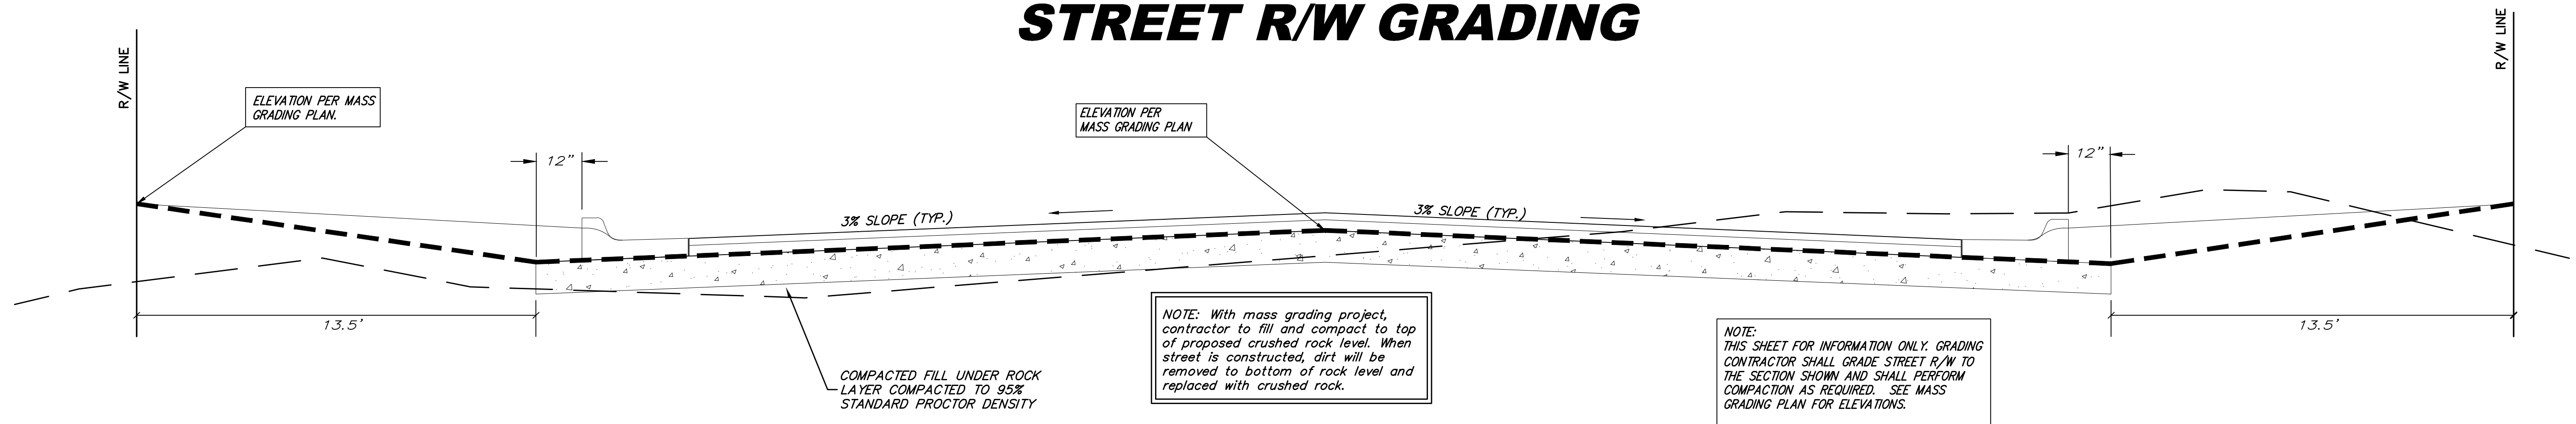 STREET R/W GRADING
R/W LINE
R/W LINE
ELEVATION PER MASS
GRADING PLAN.
ELEVATION PER
MASS GRADING PLAN
12"
12"
3% SLOPE (TYP.)
3% SLOPE (TYP.)
13.5'
13.5'
COMPACTED FILL UNDER ROCK
LAYER COMPACTED TO 95%
STANDARD PROCTOR DENSITY
NOTE: With mass grading project,
contractor to fill and compact to top
of proposed crushed rock level. When
street is constructed, dirt will be
removed to bottom of rock level and
replaced with crushed rock.
NOTE:
THIS SHEET FOR INFORMATION ONLY. GRADING
CONTRACTOR SHALL GRADE STREET R/W TO
THE SECTION SHOWN AND SHALL PERFORM
COMPACTION AS REQUIRED. SEE MASS
GRADING PLAN FOR ELEVATIONS.